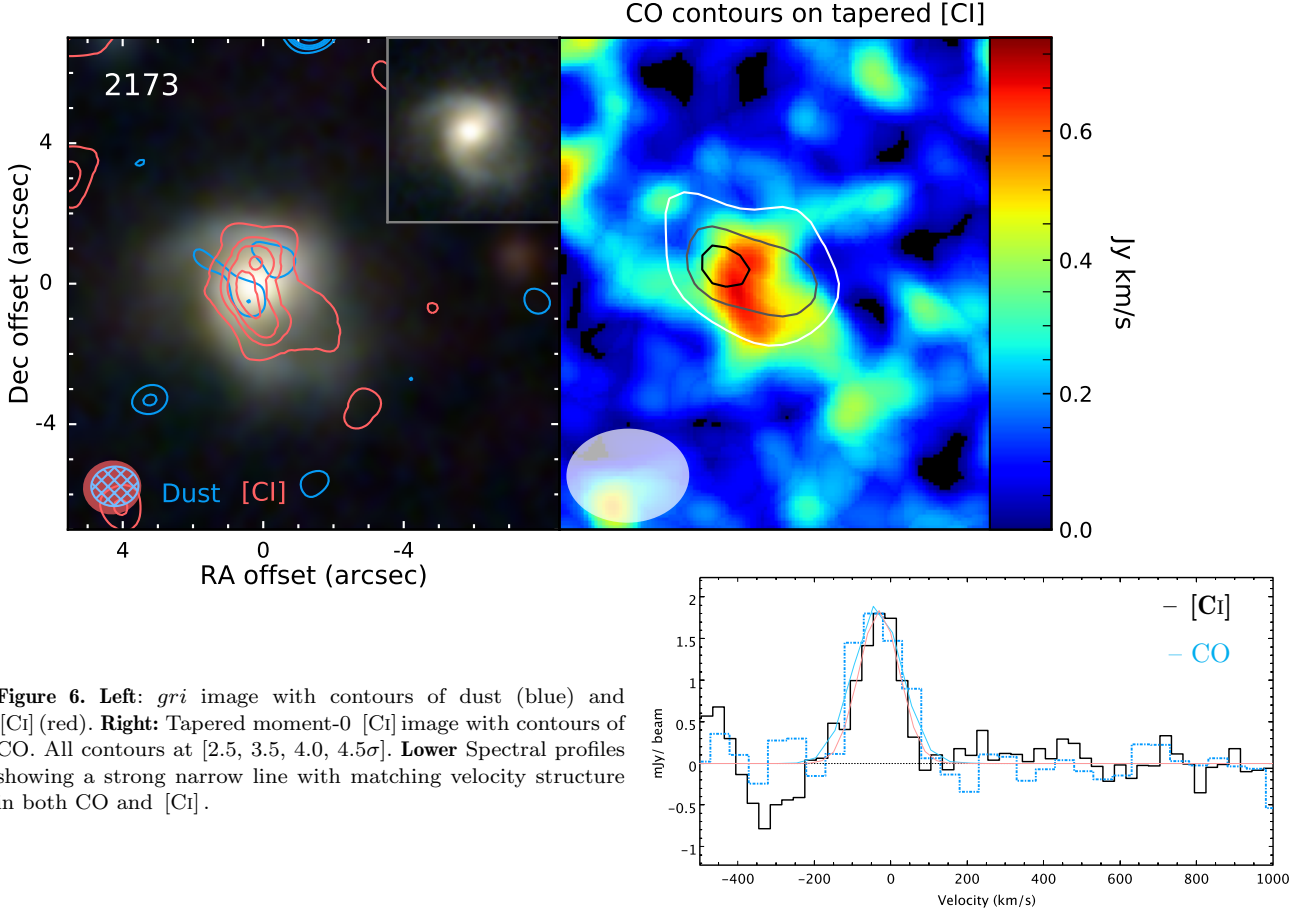 CO contours on tapered [CI]
2173
Dec offset (arcsec)
4
0
-4
Dust [CI]
4 0 -4
RA offset (arcsec)
0.6
0.4
0.2
0.0
Jy km/s
Figure 6. Left: gri image with contours of dust (blue) and
[CI] (red). Right: Tapered moment-0 [CI] image with contours of
CO. All contours at [2.5, 3.5, 4.0, 4.5σ]. Lower Spectral profiles
showing a strong narrow line with matching velocity structure
in both CO and [CI].
– [CI]
– CO
mJy/ beam
2
1.5
1
0.5
0
−0.5
−1
−400 −200 0 200 400 600 800 1000
Velocity (km/s)